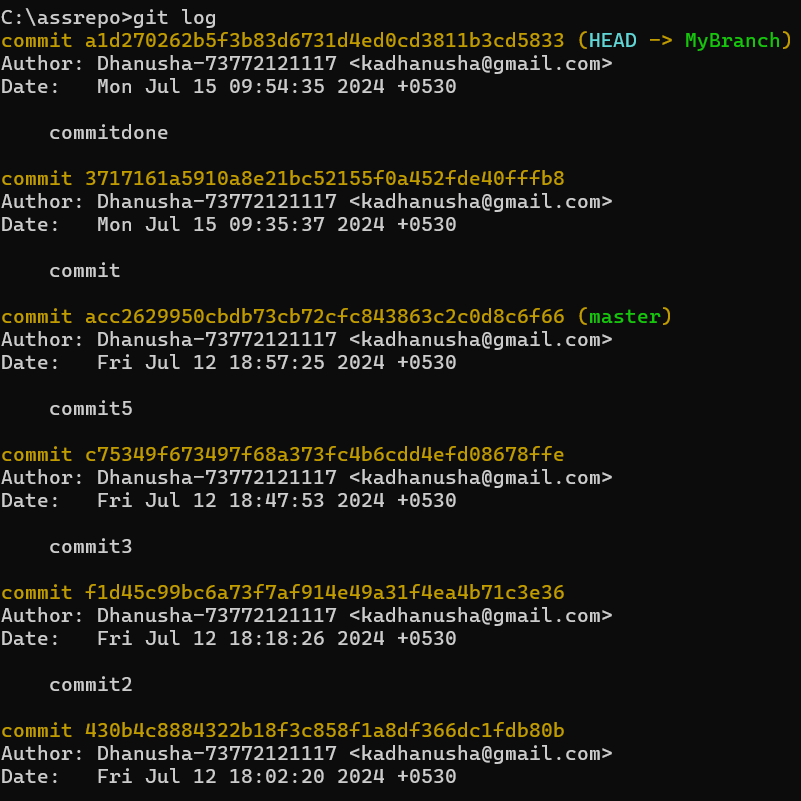 C:\assrepo>git log
commit a1d270262b5f3b83d6731d4ed0cd3811b3cd5833 (HEAD -> MyBranch)
Author: Dhanusha-73772121117 <kadhanusha@gmail.com>
Date:   Mon Jul 15 09:54:35 2024 +0530
commitdone
commit 3717161a5910a8e21bc52155f0a452fde40fffb8
Author: Dhanusha-73772121117 <kadhanusha@gmail.com>
Date:   Mon Jul 15 09:35:37 2024 +0530
commit
commit acc2629950cbdb73cb72cfc843863c2c0d8c6f66 (master)
Author: Dhanusha-73772121117 <kadhanusha@gmail.com>
Date:   Fri Jul 12 18:57:25 2024 +0530
commit5
commit c75349f673497f68a373fc4b6cdd4efd08678ffe
Author: Dhanusha-73772121117 <kadhanusha@gmail.com>
Date:   Fri Jul 12 18:47:53 2024 +0530
commit3
commit f1d45c99bc6a73f7af914e49a31f4ea4b71c3e36
Author: Dhanusha-73772121117 <kadhanusha@gmail.com>
Date:   Fri Jul 12 18:18:26 2024 +0530
commit2
commit 430b4c8884322b18f3c858f1a8df366dc1fdb80b
Author: Dhanusha-73772121117 <kadhanusha@gmail.com>
Date:   Fri Jul 12 18:02:20 2024 +0530